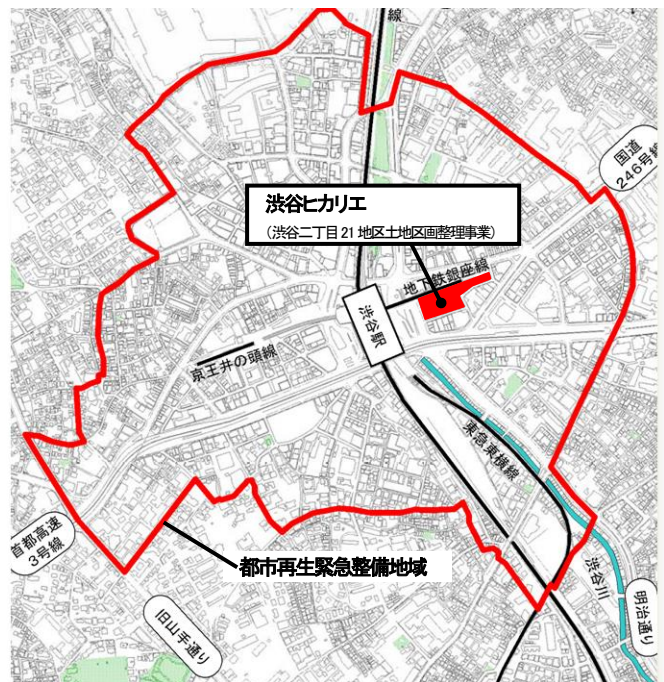 線
国道
246号線
渋谷ヒカリエ
(渋谷二丁目21地区土地区画整理事業)
地下鉄銀座線
渋谷駅
京王井の頭線
東急東横線
首都高速
3号線
都市再生緊急整備地域
渋谷川
明治通り
旧山手通り